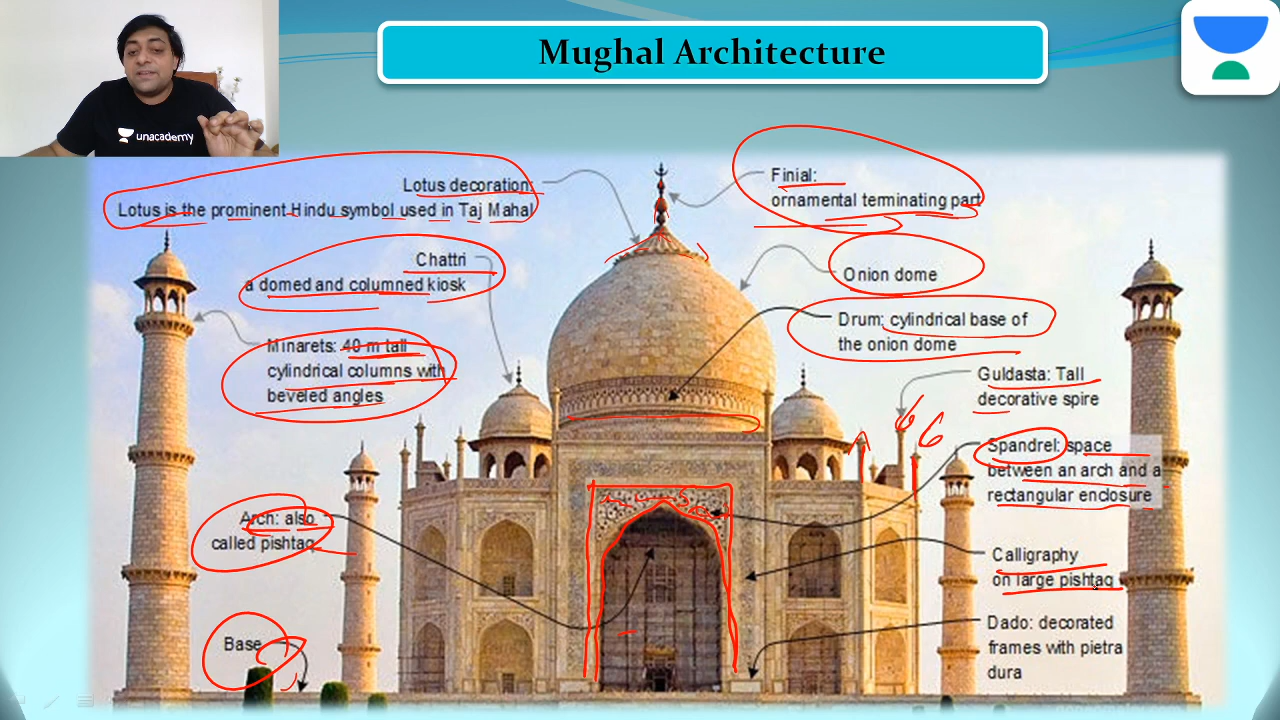 Mughal Architecture
unacademy
Lotus decoration:
Lotus is the prominent Hindu symbol used in Taj Mahal
Finial:
ornamental terminating part
Chattri
a domed and columned kiosk
Onion dome
Drum: cylindrical base of
the onion dome
Minarets: 40 m tall
cylindrical columns with
beveled angles
Guldasta: Tall
decorative spire
Spandrel: space
between an arch and a
rectangular enclosure
Arch: also
called pishtaq
Calligraphy
on large pishtaq
Base
Dado: decorated
frames with pietra
dura